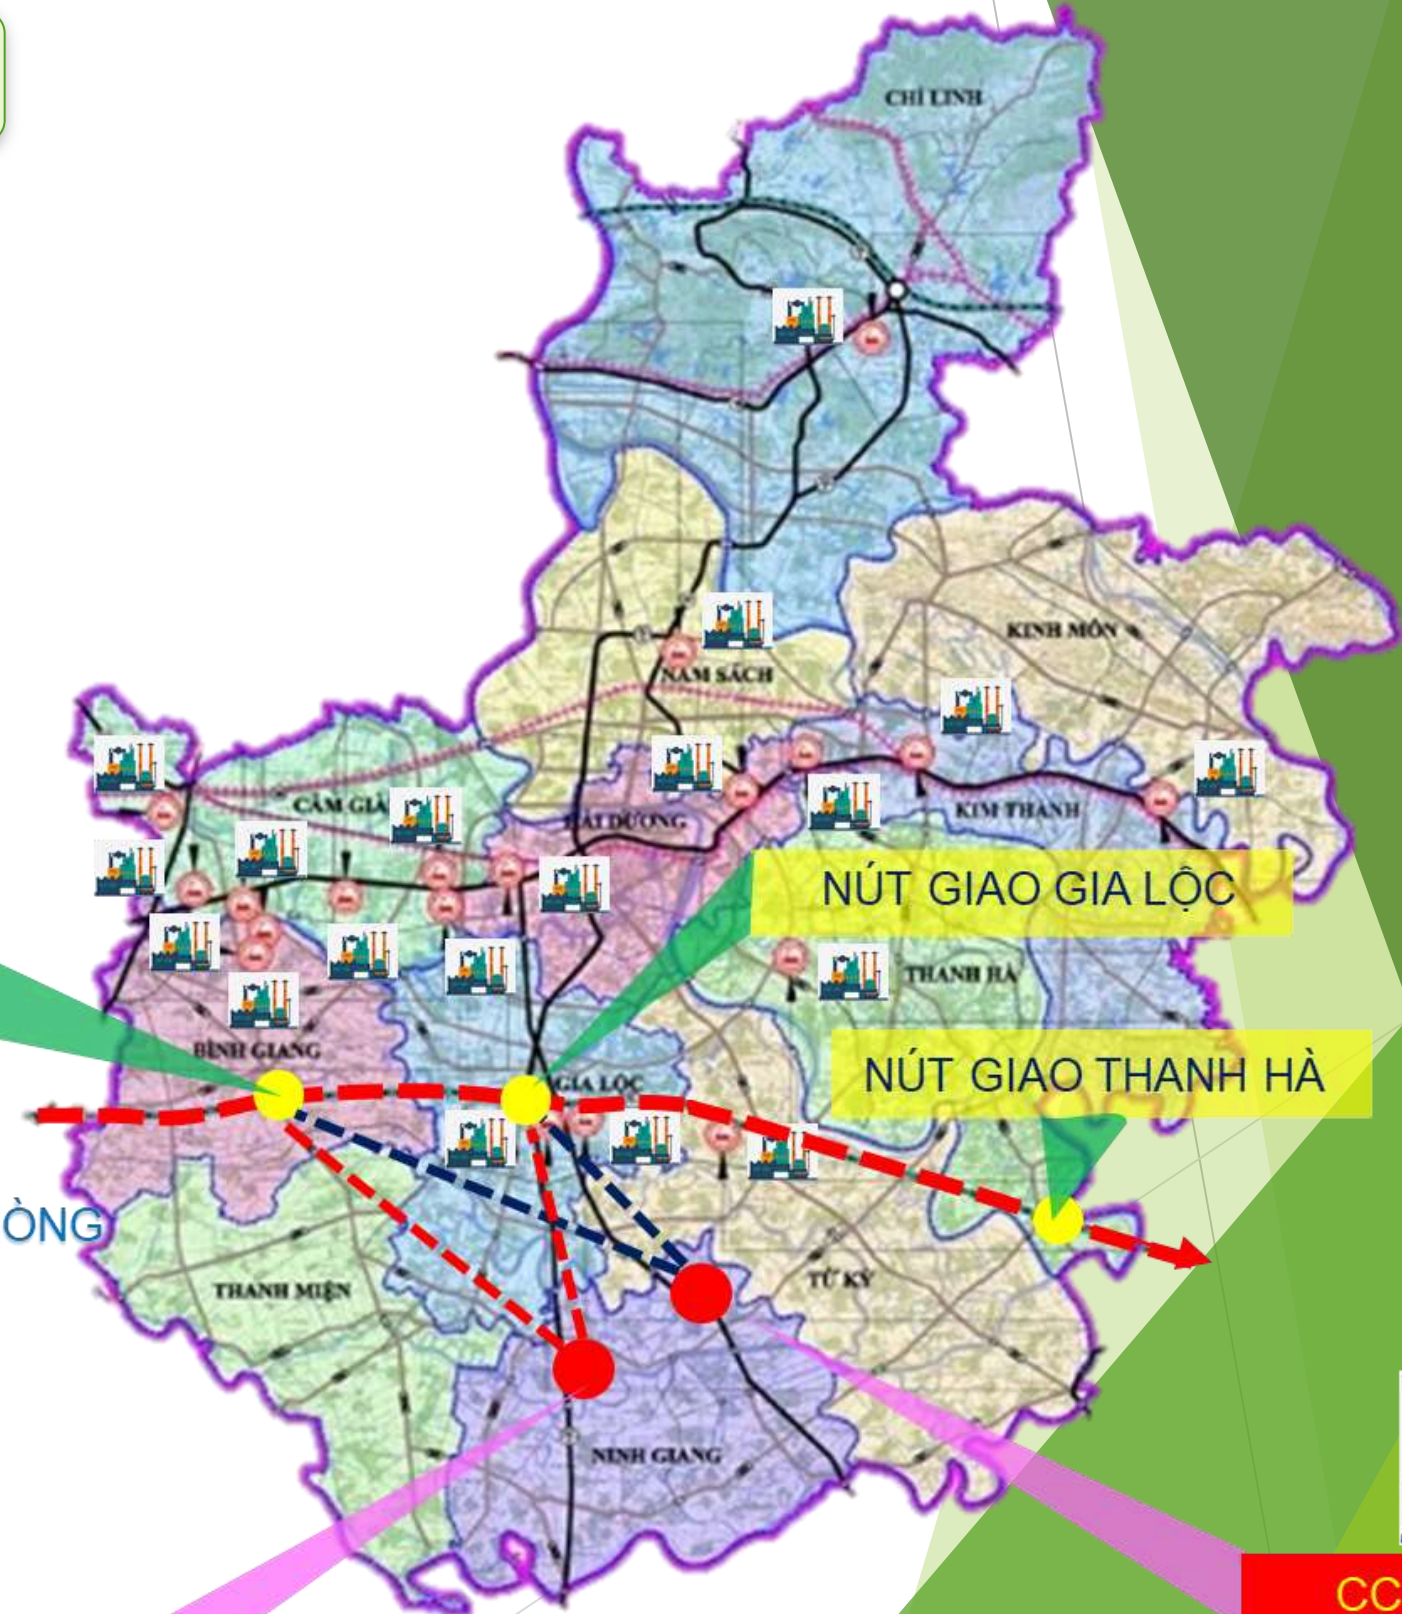 CHÍ LINH
KINH MÔN
NAM SÁCH
CẨM GIÀNG
HẢI DƯƠNG
KIM THÀNH
NÚT GIAO GIA LỘC
THANH HÀ
BÌNH GIANG
GIA LỘC
NÚT GIAO THANH HÀ
ÒNG
THANH MIỆN
TỨ KỲ
NINH GIANG
CC